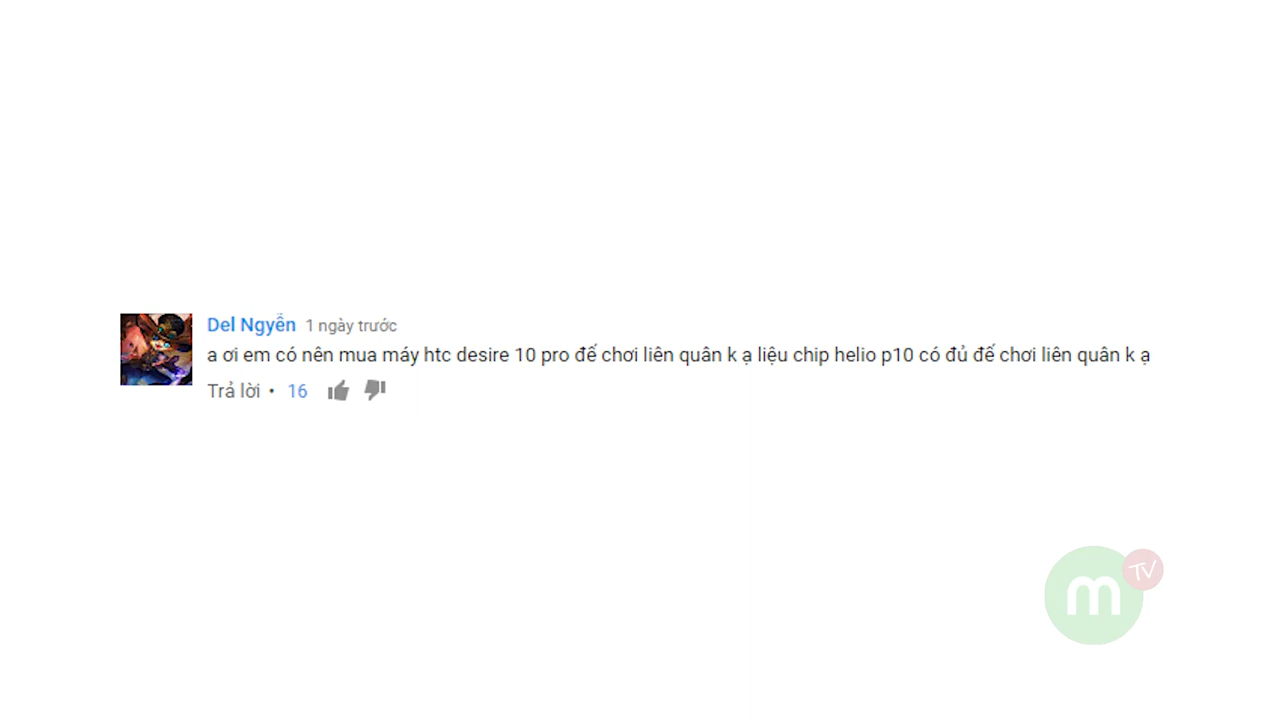 Del Ngyễn 1 ngày trước
a ơi em có nên mua máy htc desire 10 pro để chơi liên quân k ạ liệu chip helio p10 có đủ để chơi liên quân k ạ
Trả lời • 16
m TV